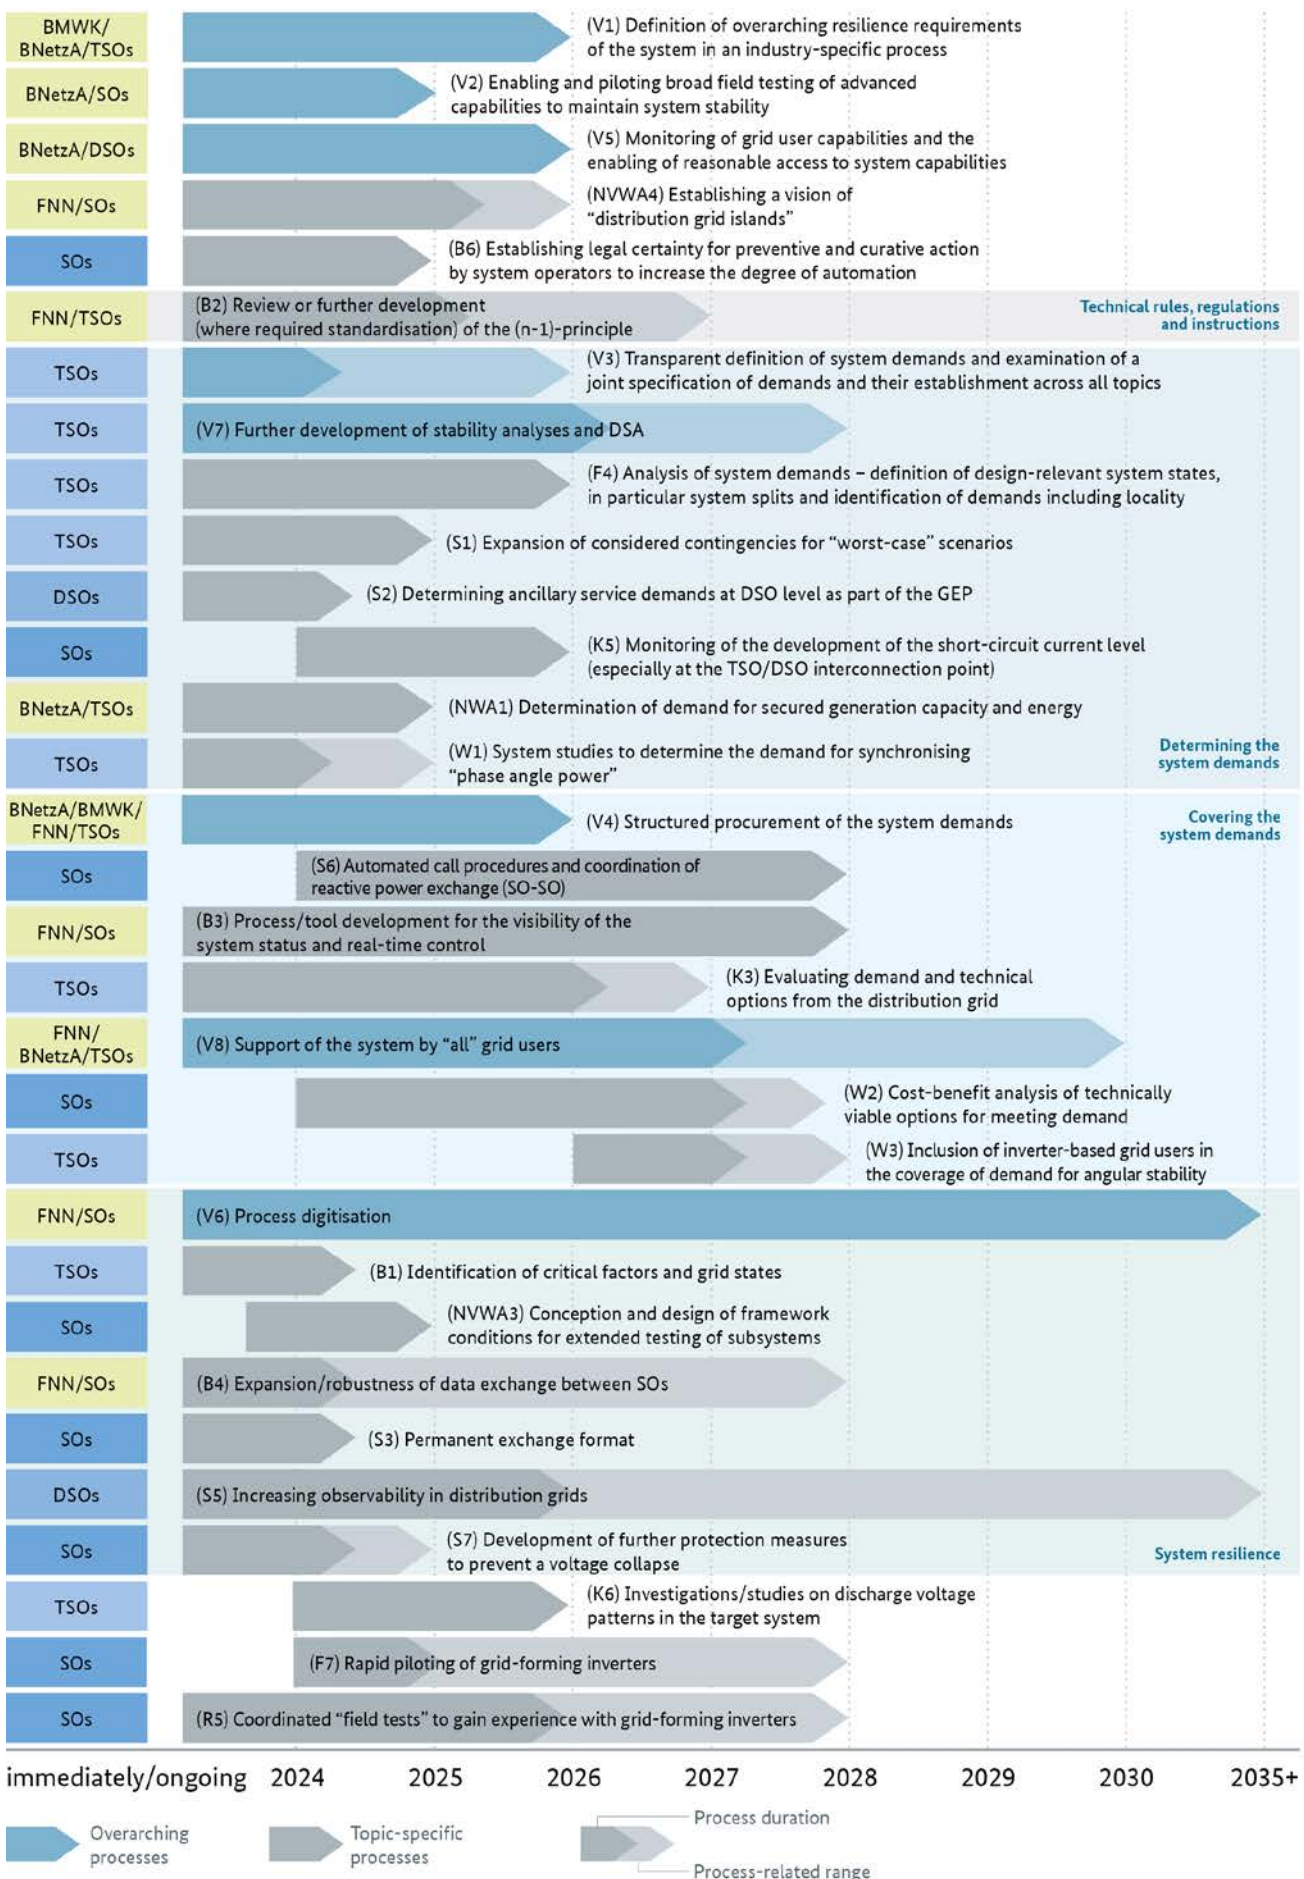 BMWK/
BNetzA/TSOs
(V1) Definition of overarching resilience requirements
of the system in an industry-specific process
BNetzA/SOs
(V2) Enabling and piloting broad field testing of advanced
capabilities to maintain system stability
BNetzA/DSOs
(V5) Monitoring of grid user capabilities and the
enabling of reasonable access to system capabilities
FNN/SOs
(NVWA4) Establishing a vision of
“distribution grid islands”
SOs
(B6) Establishing legal certainty for preventive and curative action
by system operators to increase the degree of automation
FNN/TSOs
(B2) Review or further development
(where required standardisation) of the (n-1)-principle
Technical rules, regulations
and instructions
TSOs
(V3) Transparent definition of system demands and examination of a
joint specification of demands and their establishment across all topics
TSOs
(V7) Further development of stability analyses and DSA
TSOs
(F4) Analysis of system demands – definition of design-relevant system states,
in particular system splits and identification of demands including locality
TSOs
(S1) Expansion of considered contingencies for “worst-case” scenarios
DSOs
(S2) Determining ancillary service demands at DSO level as part of the GEP
SOs
(K5) Monitoring of the development of the short-circuit current level
(especially at the TSO/DSO interconnection point)
BNetzA/TSOs
(NWA1) Determination of demand for secured generation capacity and energy
TSOs
(W1) System studies to determine the demand for synchronising
“phase angle power”
Determining the
system demands
BNetzA/BMWK/
FNN/TSOs
(V4) Structured procurement of the system demands
Covering the
system demands
SOs
(S6) Automated call procedures and coordination of
reactive power exchange (SO-SO)
FNN/SOs
(B3) Process/tool development for the visibility of the
system status and real-time control
TSOs
(K3) Evaluating demand and technical
options from the distribution grid
FNN/
BNetzA/TSOs
(V8) Support of the system by “all” grid users
SOs
(W2) Cost-benefit analysis of technically
viable options for meeting demand
TSOs
(W3) Inclusion of inverter-based grid users in
the coverage of demand for angular stability
FNN/SOs
(V6) Process digitisation
TSOs
(B1) Identification of critical factors and grid states
SOs
(NVWA3) Conception and design of framework
conditions for extended testing of subsystems
FNN/SOs
(B4) Expansion/robustness of data exchange between SOs
SOs
(S3) Permanent exchange format
DSOs
(S5) Increasing observability in distribution grids
SOs
(S7) Development of further protection measures
to prevent a voltage collapse
System resilience
TSOs
(K6) Investigations/studies on discharge voltage
patterns in the target system
SOs
(F7) Rapid piloting of grid-forming inverters
SOs
(R5) Coordinated “field tests” to gain experience with grid-forming inverters
immediately/ongoing 2024 2025 2026 2027 2028 2029 2030 2035+
Overarching
processes
Topic-specific
processes
Process duration
Process-related range